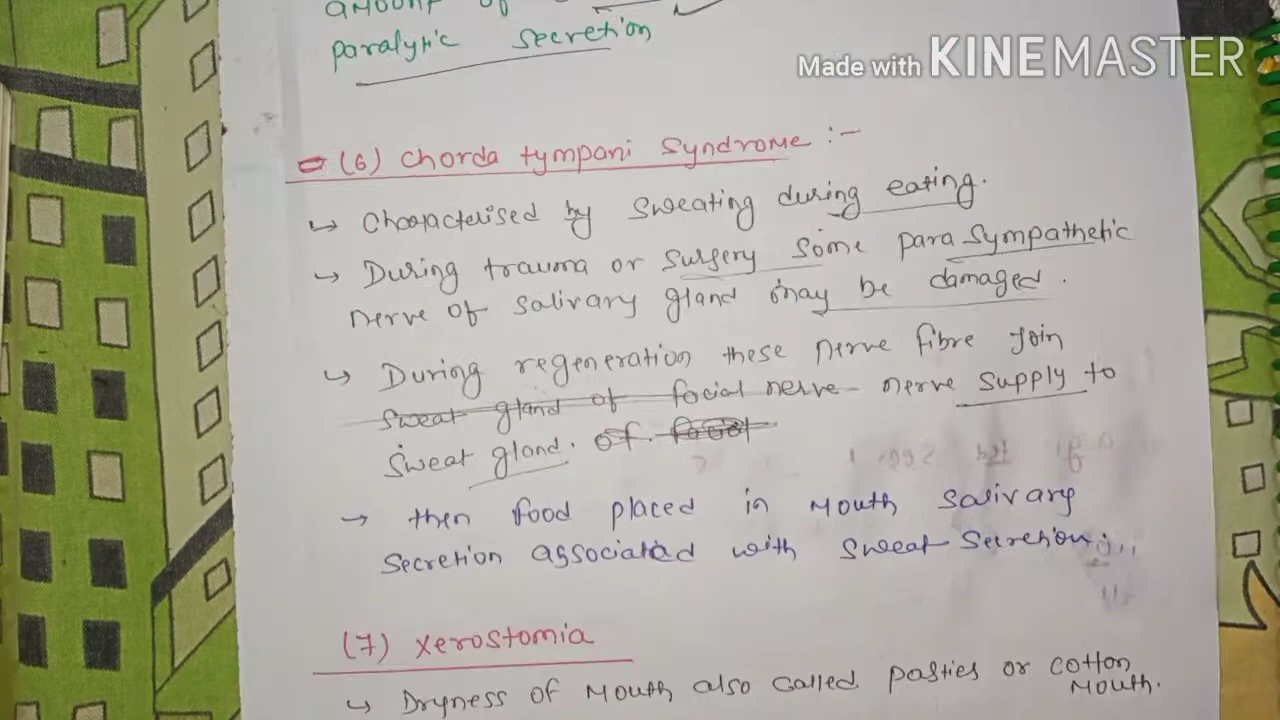 amount of
paralytic secretion
Made with KINEMASTER
(6) Chorda tympani Syndrome :-
↳ Characterised by Sweating during eating.
↳ During trauma or surgery some para sympathetic
nerve of salivary gland may be damaged.
↳ During regeneration these nerve fibre join
sweat gland of facial nerve nerve supply to
sweat gland. of
→ then food placed in Mouth Salivary
Secretion associated with Sweat Secretion
(7) Xerostomia
↳ Dryness of Mouth also called pasties or cotton
Mouth.